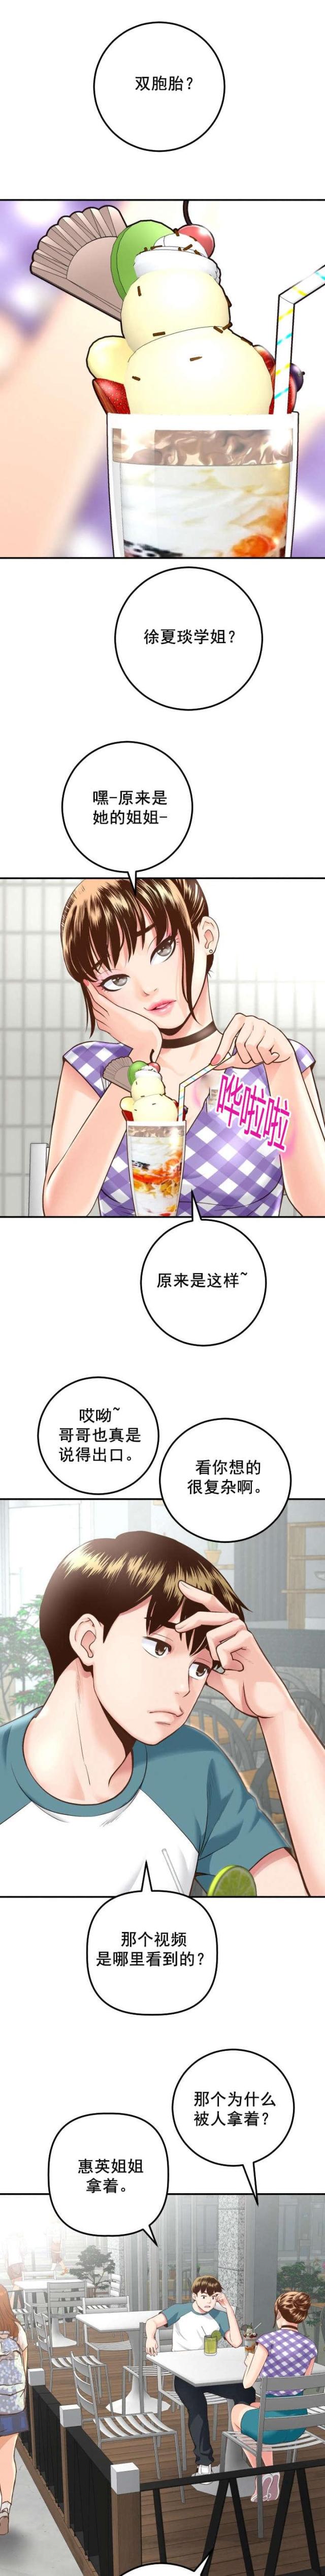 双胞胎？
徐夏琰学姐？
嘿-原来是
她的姐姐-
哗啦啦
原来是这样~
哎呦~
哥哥也真是
说得出口。
看你想的
很复杂啊。
那个视频
是哪里看到的？
那个为什么
被人拿着？
惠英姐姐
拿着。